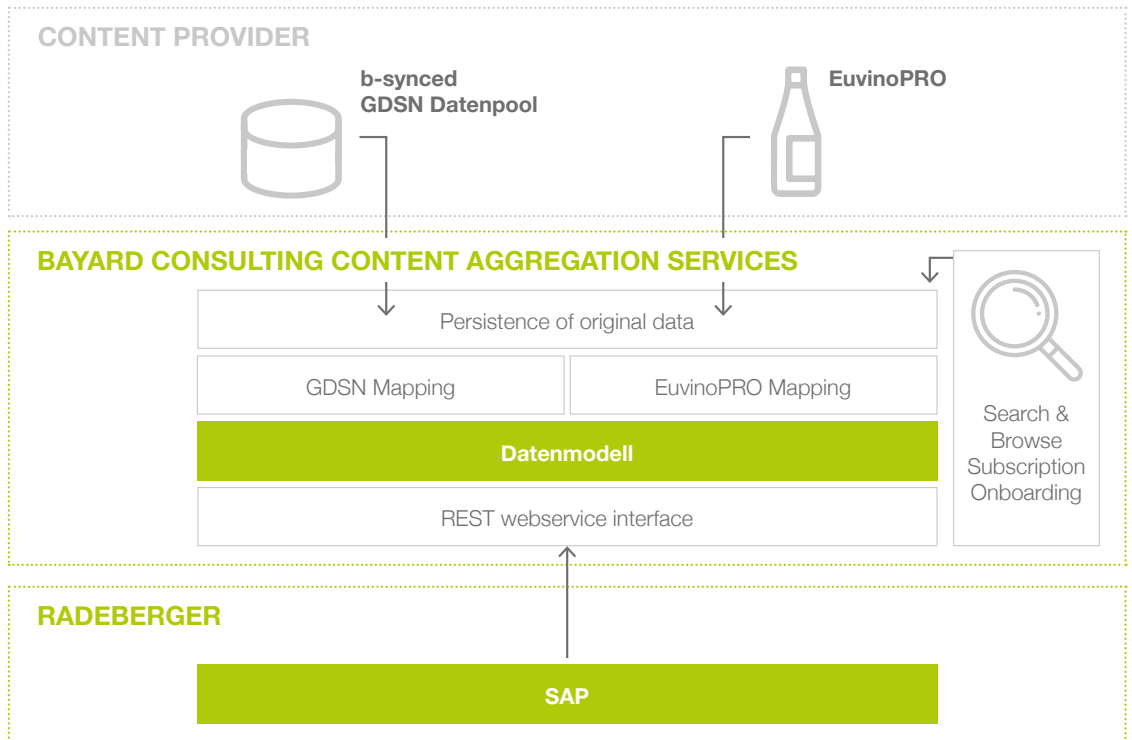 CONTENT PROVIDER
b-synced
GDSN Datenpool
EuvinoPRO
BAYARD CONSULTING CONTENT AGGREGATION SERVICES
Persistence of original data
GDSN Mapping
EuvinoPRO Mapping
Datenmodell
REST webservice interface
Search &
Browse
Subscription
Onboarding
RADEBERGER
SAP